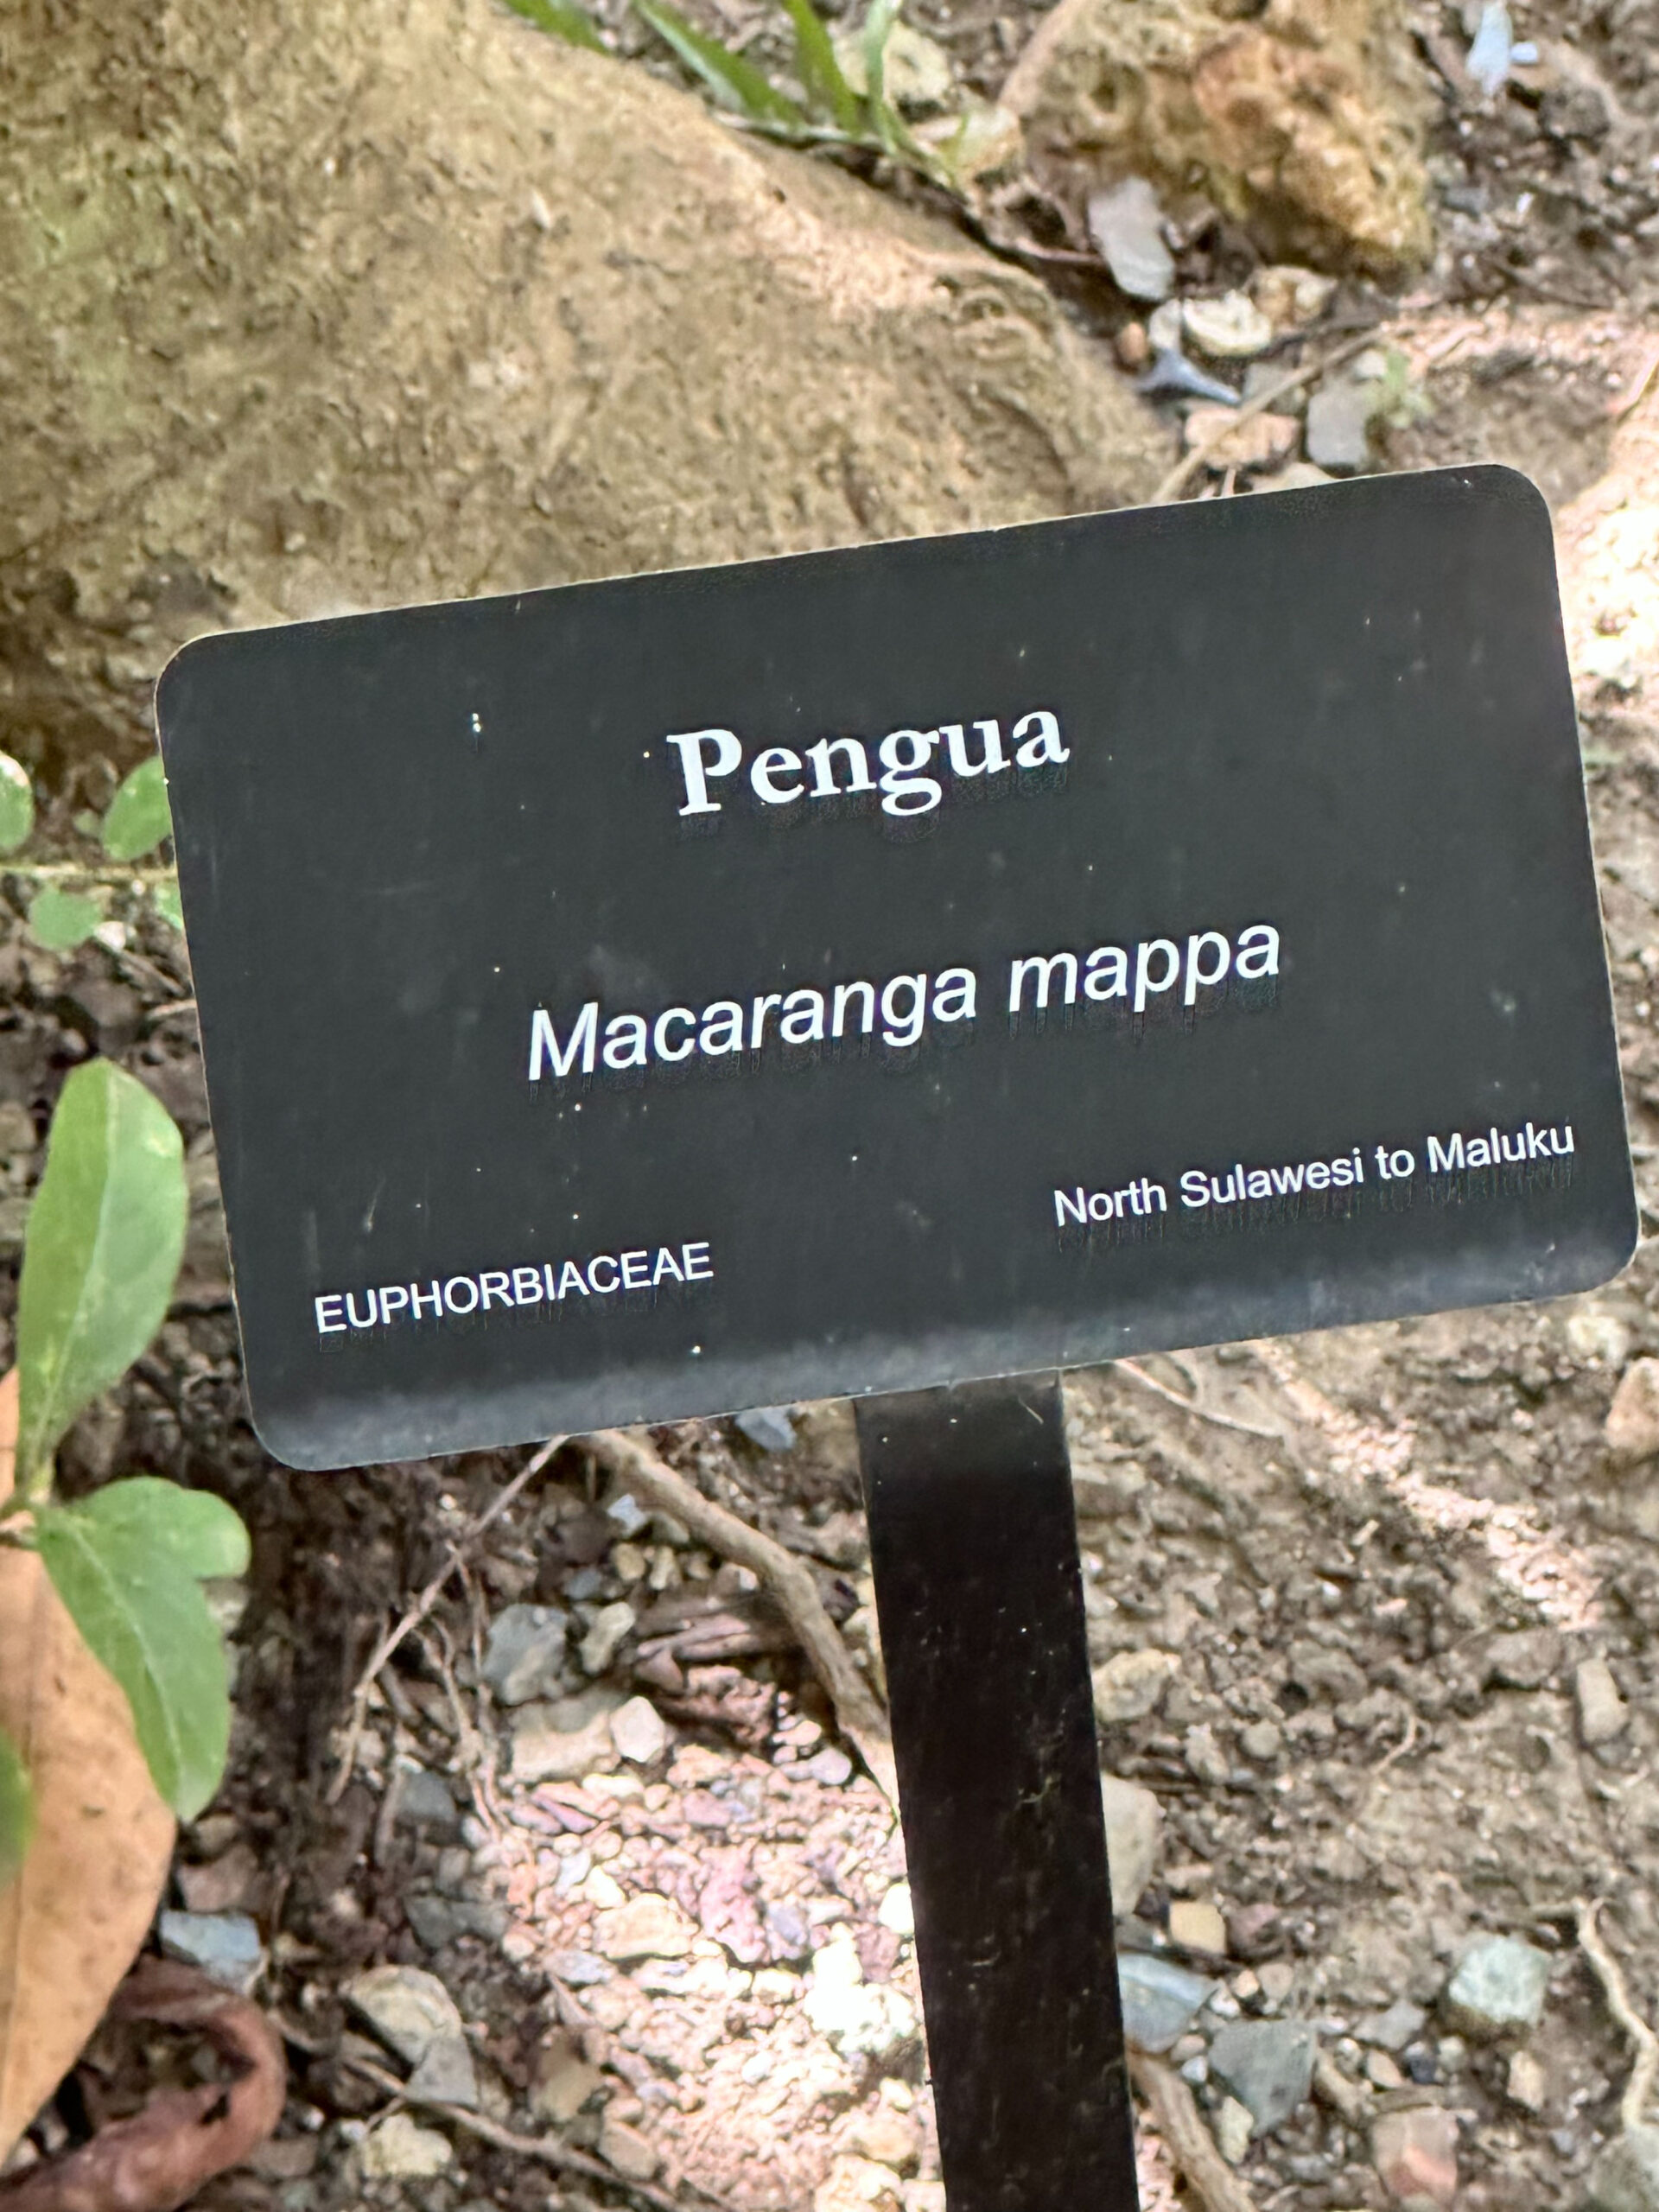 Pengua
Macaranga mappa
North Sulawesi to Maluku
EUPHORBIACEAE